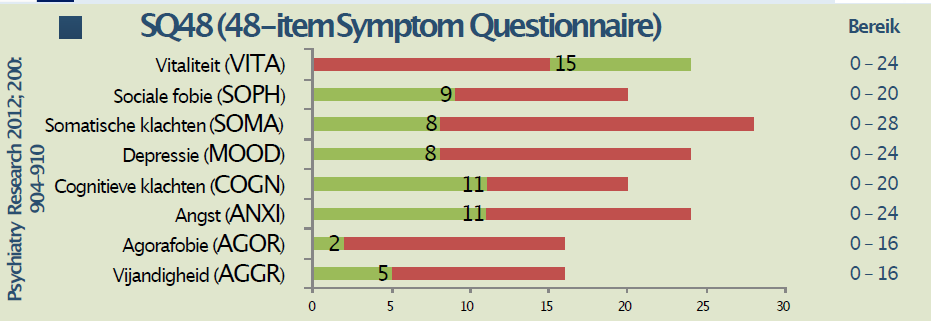 SQ48 (48-item Symptom Questionnaire)
Bereik
Psychiatry Research 2012; 200:
904-910
Vitaliteit (VITA) 15 0 - 24
Sociale fobie (SOPH) 9 0 - 20
Somatische klachten (SOMA) 8 0 - 28
Depressie (MOOD) 8 0 - 24
Cognitieve klachten (COGN) 11 0 - 20
Angst (ANXI) 11 0 - 24
Agorafobie (AGOR) 2 0 - 16
Vijandigheid (AGGR) 5 0 - 16
0 5 10 15 20 25 30